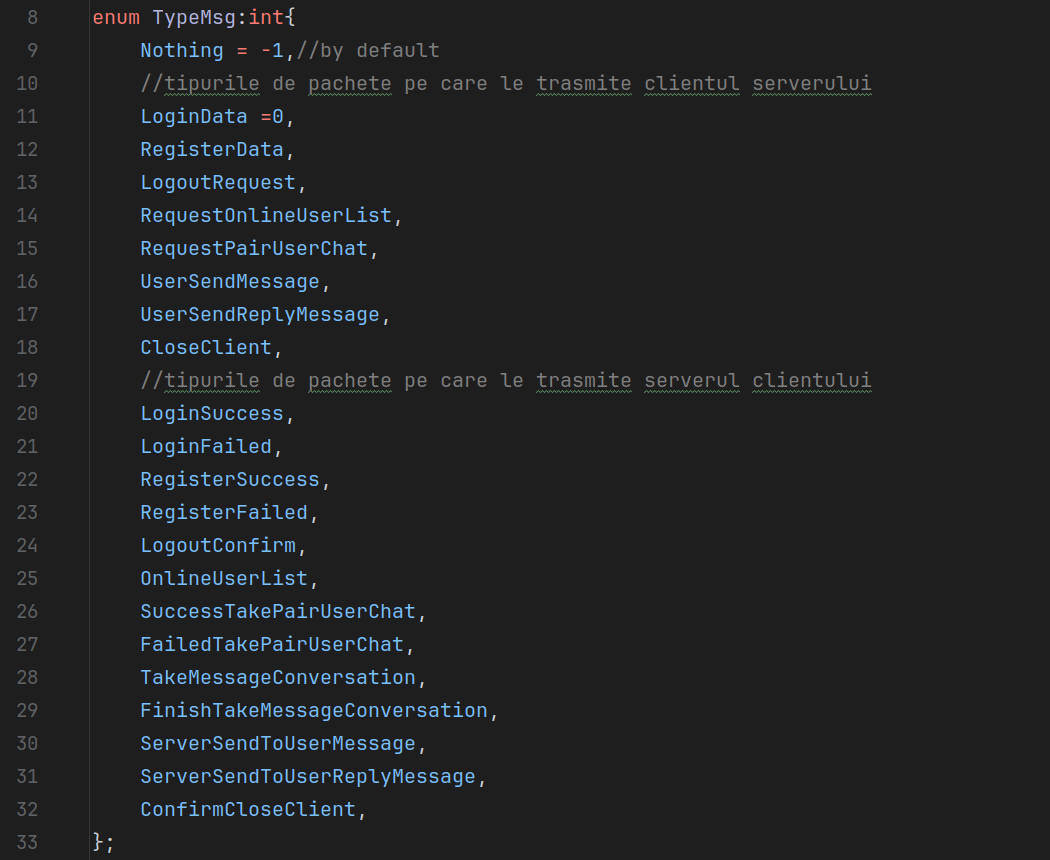 8 enum TypeMsg:int{
9 Nothing = -1,//by default
10 //tipurile de pachete pe care le trasmite clientul serverului
11 LoginData =0,
12 RegisterData,
13 LogoutRequest,
14 RequestOnlineUserList,
15 RequestPairUserChat,
16 UserSendMessage,
17 UserSendReplyMessage,
18 CloseClient,
19 //tipurile de pachete pe care le trasmite serverul clientului
20 LoginSuccess,
21 LoginFailed,
22 RegisterSuccess,
23 RegisterFailed,
24 LogoutConfirm,
25 OnlineUserList,
26 SuccessTakePairUserChat,
27 FailedTakePairUserChat,
28 TakeMessageConversation,
29 FinishTakeMessageConversation,
30 ServerSendToUserMessage,
31 ServerSendToUserReplyMessage,
32 ConfirmCloseClient,
33 };